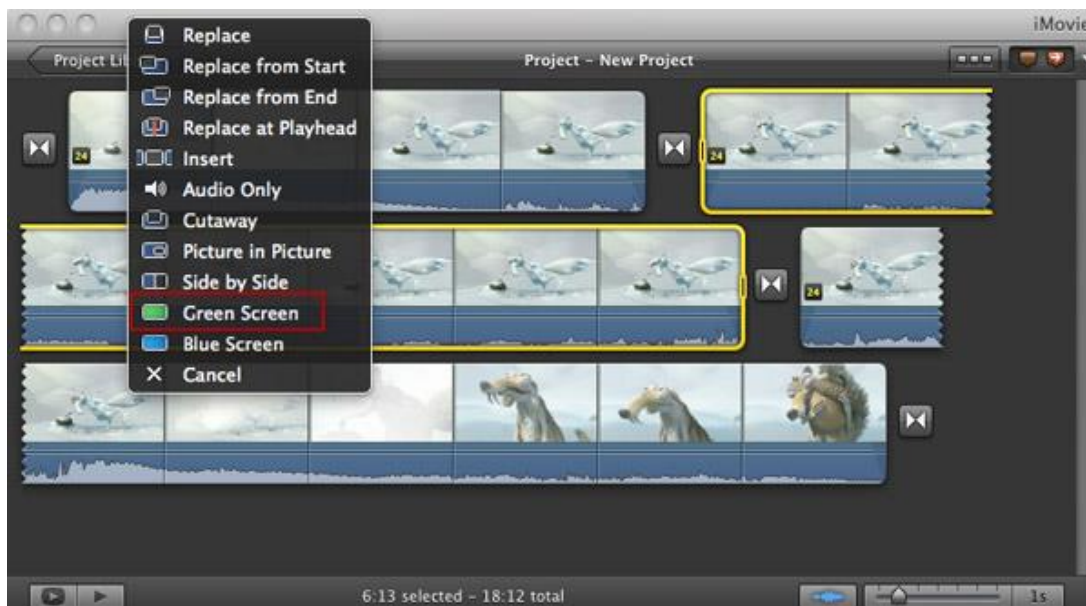 iMovie
Project Lib
Project - New Project
Replace
Replace from Start
Replace from End
Replace at Playhead
Insert
Audio Only
Cutaway
Picture in Picture
Side by Side
Green Screen
Blue Screen
Cancel
24
24
24
6:13 selected - 18:12 total
1s